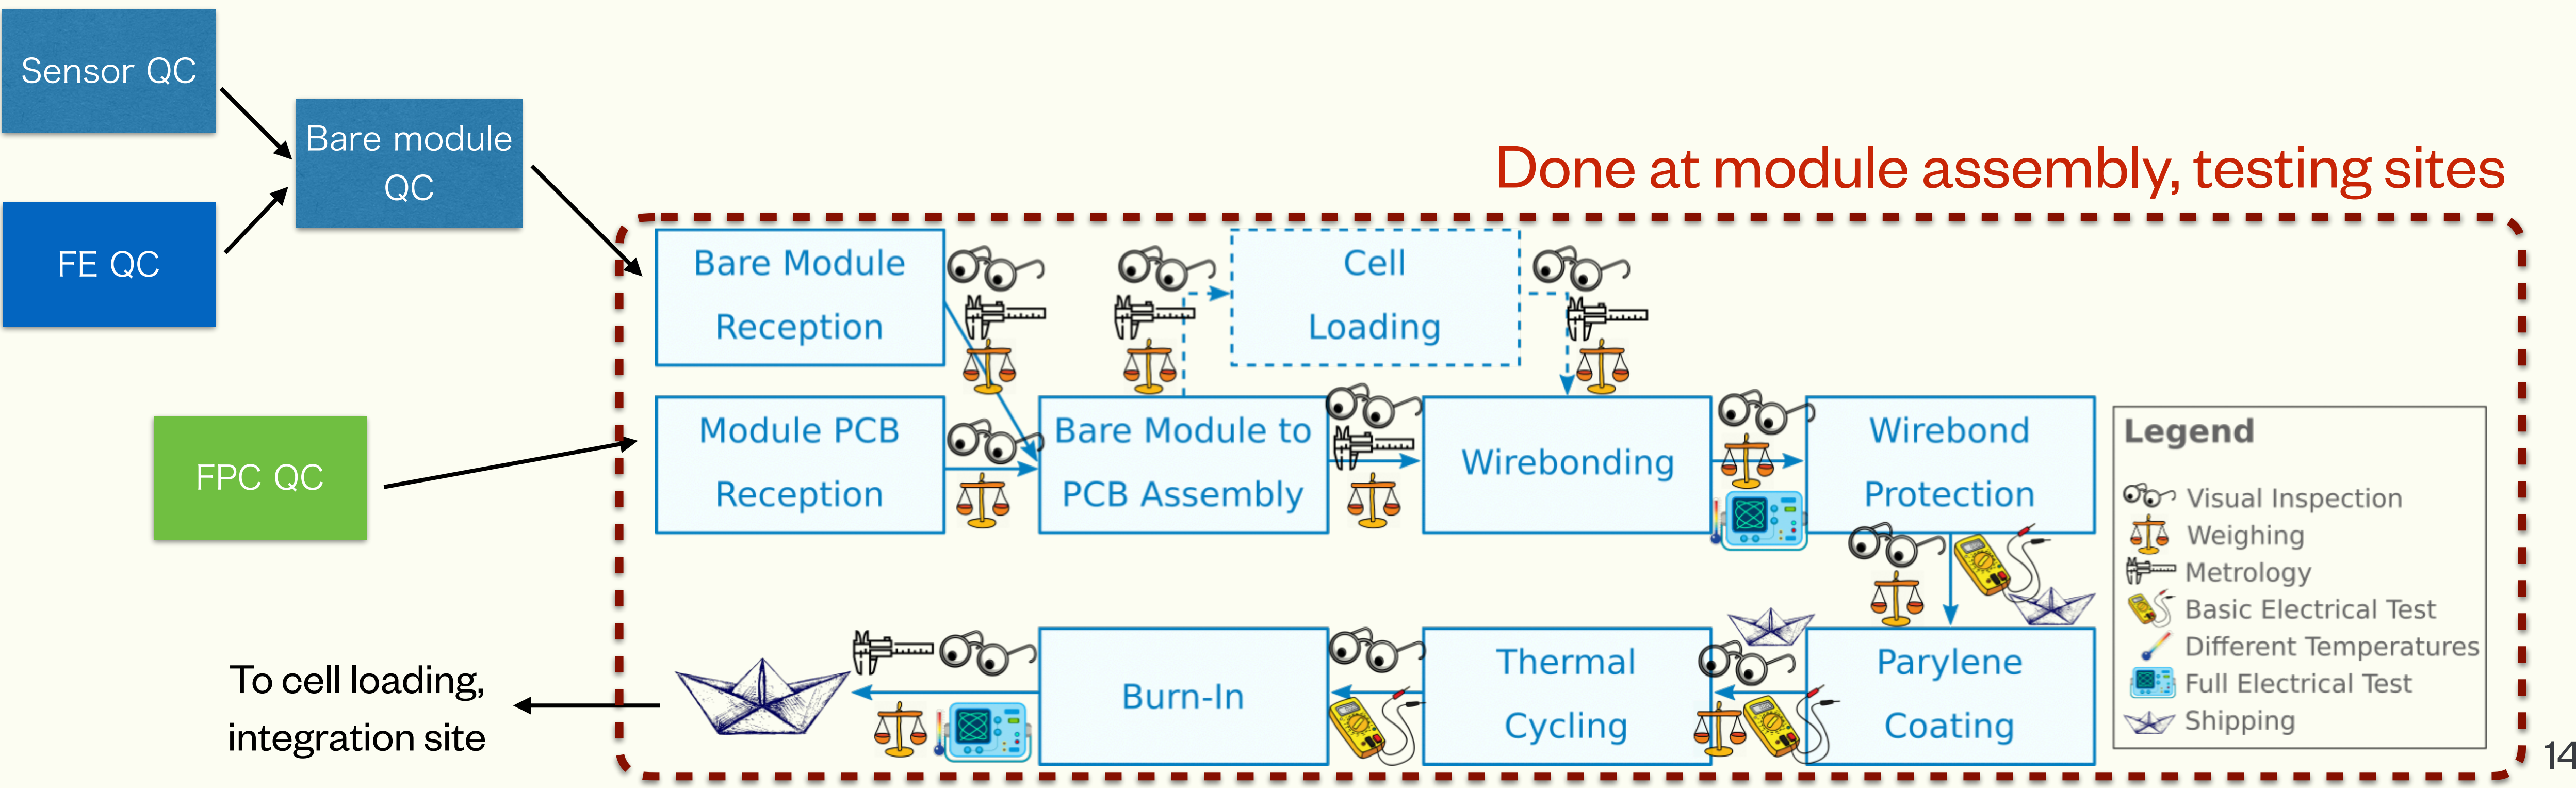 Sensor QC
Bare module
QC
FE QC
FPC QC
Done at module assembly, testing sites
Bare Module
Reception
Cell
Loading
Module PCB
Reception
Bare Module to
PCB Assembly
Wirebonding
Wirebond
Protection
Legend
Visual Inspection
Weighing
Metrology
Basic Electrical Test
Different Temperatures
Full Electrical Test
Shipping
To cell loading,
integration site
Burn-In
Thermal
Cycling
Parylene
Coating
14